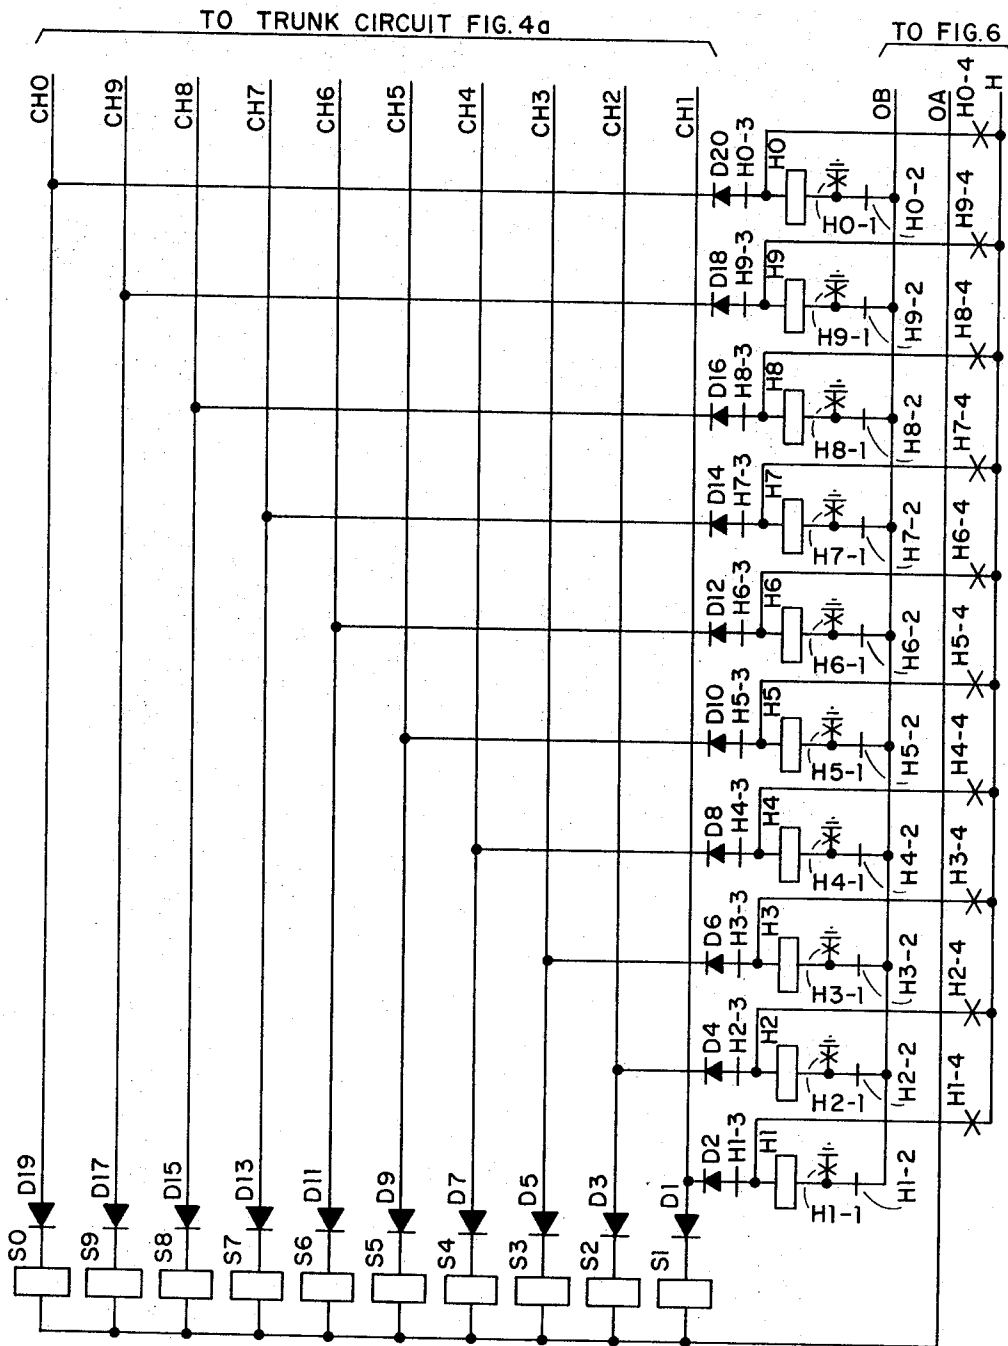 TO TRUNK CIRCUIT FIG.4a
TO FIG.6
CH0
CH9
CH8
CH7
CH6
CH5
CH4
CH3
CH2
CH1
OB
OA
H0-4
H
D20
H0-3
H0
H0-1
H0-2
H9-4
D18
H9-3
H9
H9-1
H9-2
H8-4
D16
H8-3
H8
H8-1
H8-2
H7-4
D14
H7-3
H7
H7-1
H7-2
H6-4
D12
H6-3
H6
H6-1
H6-2
H5-4
D10
H5-3
H5
H5-1
H5-2
H4-4
D8
H4-3
H4
H4-1
H4-2
H3-4
D6
H3-3
H3
H3-1
H3-2
H2-4
D4
H2-3
H2
H2-1
H2-2
H1-4
D2
H1-3
H1
H1-1
H1-2
D19
D17
D15
D13
D11
D9
D7
D5
D3
D1
S0
S9
S8
S7
S6
S5
S4
S3
S2
S1